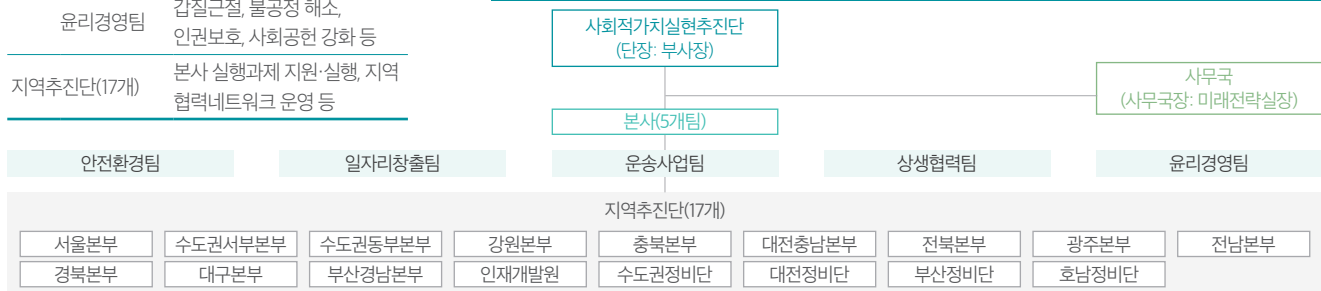 윤리경영팀
갑질근절, 불공정 해소,
인권보호, 사회공헌 강화 등
지역추진단(17개)
본사 실행과제 지원·실행, 지역
협력네트워크 운영 등
사회적가치실현추진단
(단장: 부사장)
사무국
(사무국장: 미래전략실장)
본사(5개팀)
안전환경팀 일자리창출팀 운송사업팀 상생협력팀 윤리경영팀
지역추진단(17개)
서울본부 수도권서부본부 수도권동부본부 강원본부 충북본부 대전충남본부 전북본부 광주본부 전남본부
경북본부 대구본부 부산경남본부 인재개발원 수도권정비단 대전정비단 부산정비단 호남정비단